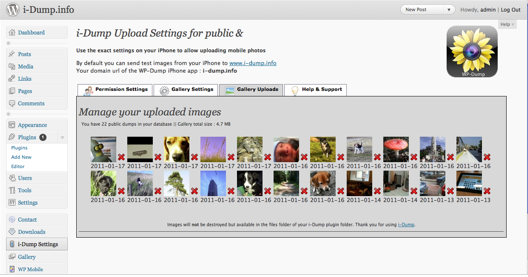 i-Dump.info
New Post
Howdy, admin | Log Out
Help
Dashboard
Posts
Media
Links
Pages
Comments
Appearance
Plugins
Plugins
Add New
Editor
Users
Tools
Settings
Contact
Downloads
i-Dump Settings
Gallery
WP Mobile
i-Dump Upload Settings for public &
WP-Dump
Use the exact settings on your iPhone to allow uploading mobile photos
By default you can send test images from your iPhone to www.i-dump.info
Your domain url of the WP-Dump iPhone app : i-dump.info
Permission Settings
Gallery Settings
Gallery Uploads
Help & Support
Manage your uploaded images
You have 22 public dumps in your database || Gallery total size : 4.7 MB
2011-01-17 2011-01-17 2011-01-17 2011-01-17 2011-01-16 2011-01-16 2011-01-16 2011-01-16 2011-01-16 2011-01-16 2011-01-16
2011-01-16 2011-01-16 2011-01-16 2011-01-16 2011-01-16 2011-01-16 2011-01-16 2011-01-14 2011-01-14 2011-01-13 2011-01-13
Images will not be destroyed but available in the files folder of your i-Dump plugin folder. Thank you for using i-Dump.